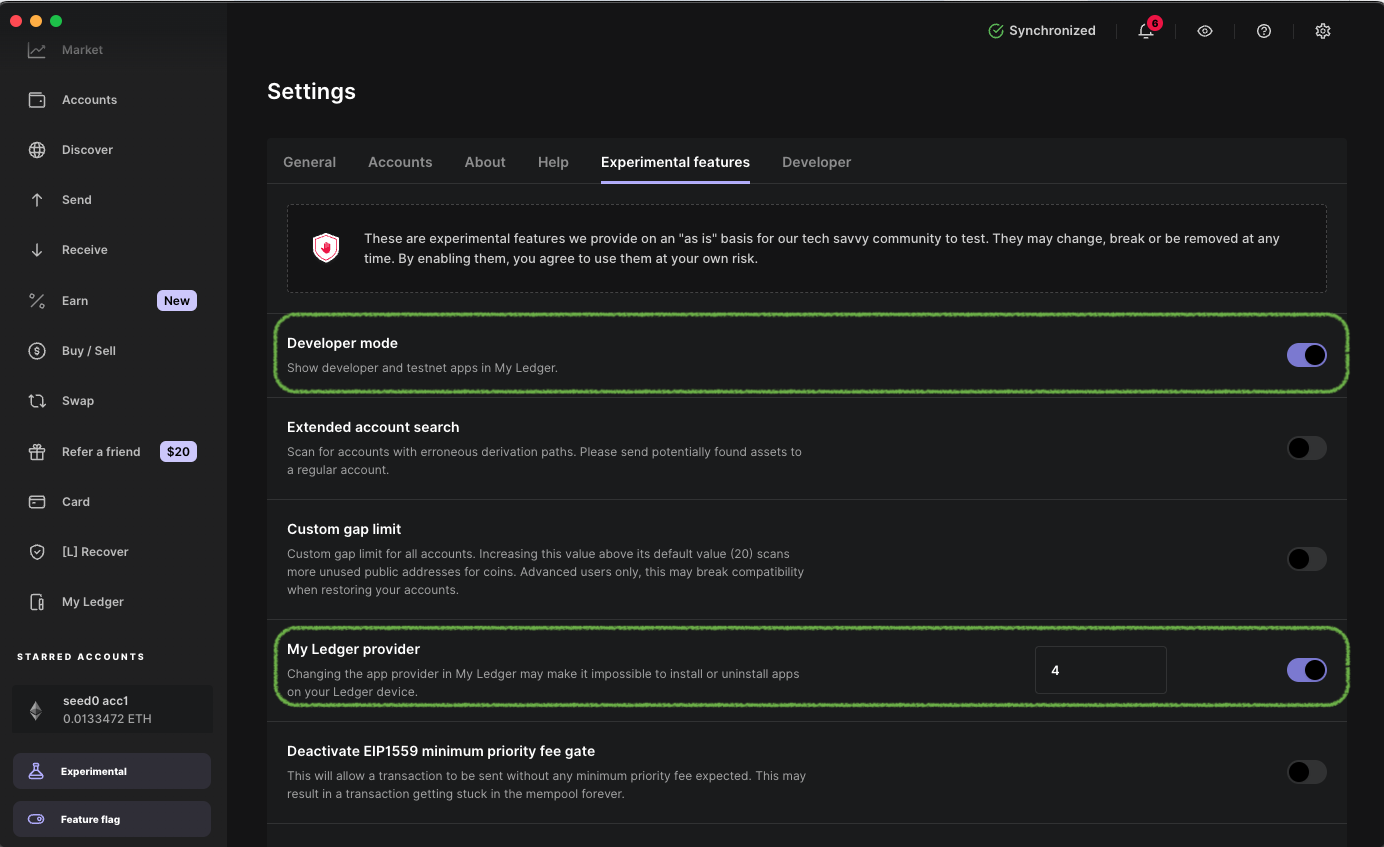 Market
Accounts
Discover
Send
Receive
Earn
New
Buy / Sell
Swap
Refer a friend
$20
Card
[L] Recover
My Ledger
STARRED ACCOUNTS
seed0 acc1
0.0133472 ETH
Experimental
Feature flag
Synchronized
6
Settings
General
Accounts
About
Help
Experimental features
Developer
These are experimental features we provide on an "as is" basis for our tech savvy community to test. They may change, break or be removed at any
time. By enabling them, you agree to use them at your own risk.
Developer mode
Show developer and testnet apps in My Ledger.
Extended account search
Scan for accounts with erroneous derivation paths. Please send potentially found assets to
a regular account.
Custom gap limit
Custom gap limit for all accounts. Increasing this value above its default value (20) scans
more unused public addresses for coins. Advanced users only, this may break compatibility
when restoring your accounts.
My Ledger provider
Changing the app provider in My Ledger may make it impossible to install or uninstall apps
on your Ledger device.
4
Deactivate EIP1559 minimum priority fee gate
This will allow a transaction to be sent without any minimum priority fee expected. This may
result in a transaction getting stuck in the mempool forever.